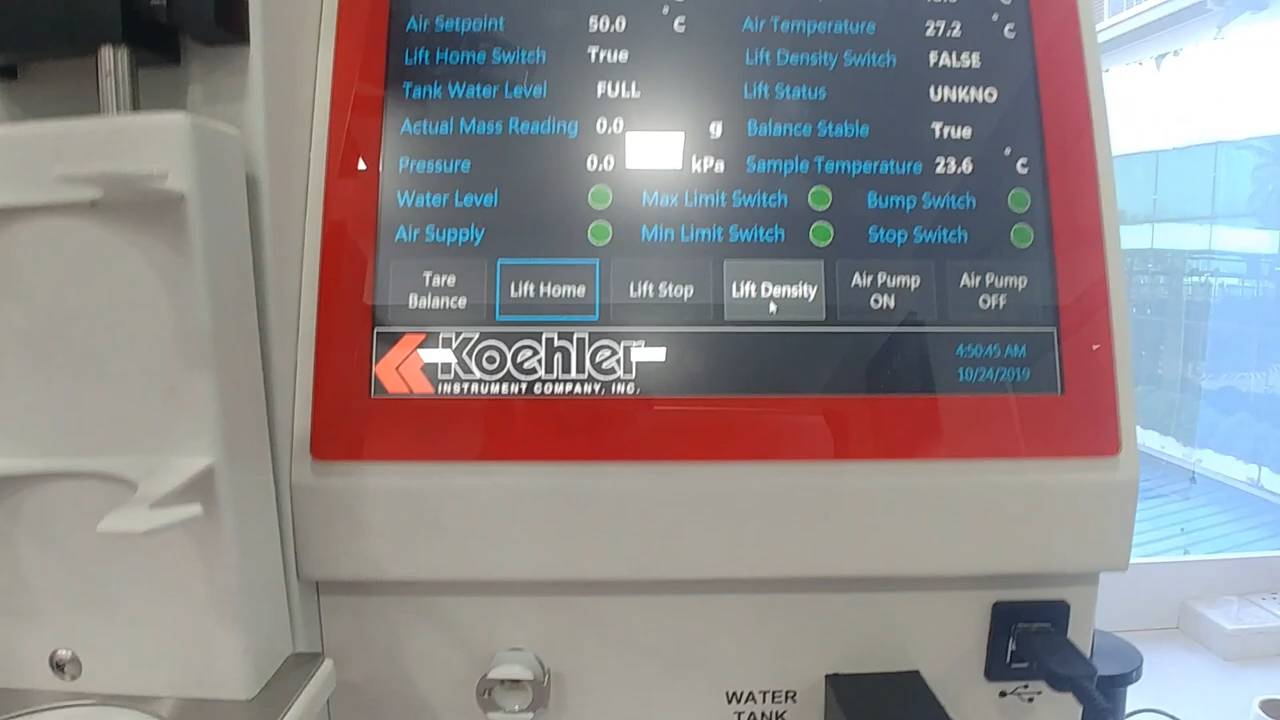 Air Setpoint 50.0 °C Air Temperature 27.2 °C
Lift Home Switch True Lift Density Switch FALSE
Tank Water Level FULL Lift Status UNKNO
Actual Mass Reading 0.0 g Balance Stable True
Pressure 0.0 kPa Sample Temperature 23.6 °C
Water Level Max Limit Switch Bump Switch
Air Supply Min Limit Switch Stop Switch
Tare Balance Lift Home Lift Stop Lift Density Air Pump ON Air Pump OFF
Koehler
INSTRUMENT COMPANY, INC.
4:50:45 AM
10/24/2019
WATER
TANK